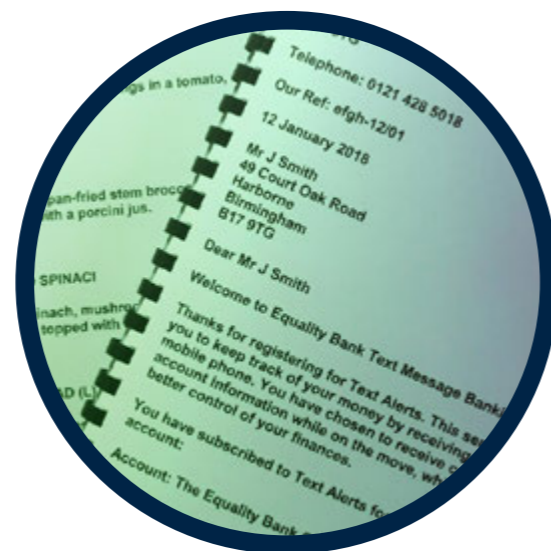 gs in a tomato,
pan-fried stem brocc
ith a porcini jus.
SPINACI
inach, mushro
topped with
AD (L)
Telephone: 0121 428 5018
Our Ref: efgh-12/01
12 January 2018
Mr J Smith
49 Court Oak Road
Harborne
Birmingham
B17 9TG
Dear Mr J Smith
Welcome to Equality Bank Text Message Banki
Thanks for registering for Text Alerts. This se
you to keep track of your money by receiving
mobile phone. You have chosen to receive
account information while on the move, wh
better control of your finances.
You have subscribed to Text Alerts fo
account:
Account: The Equality Bank